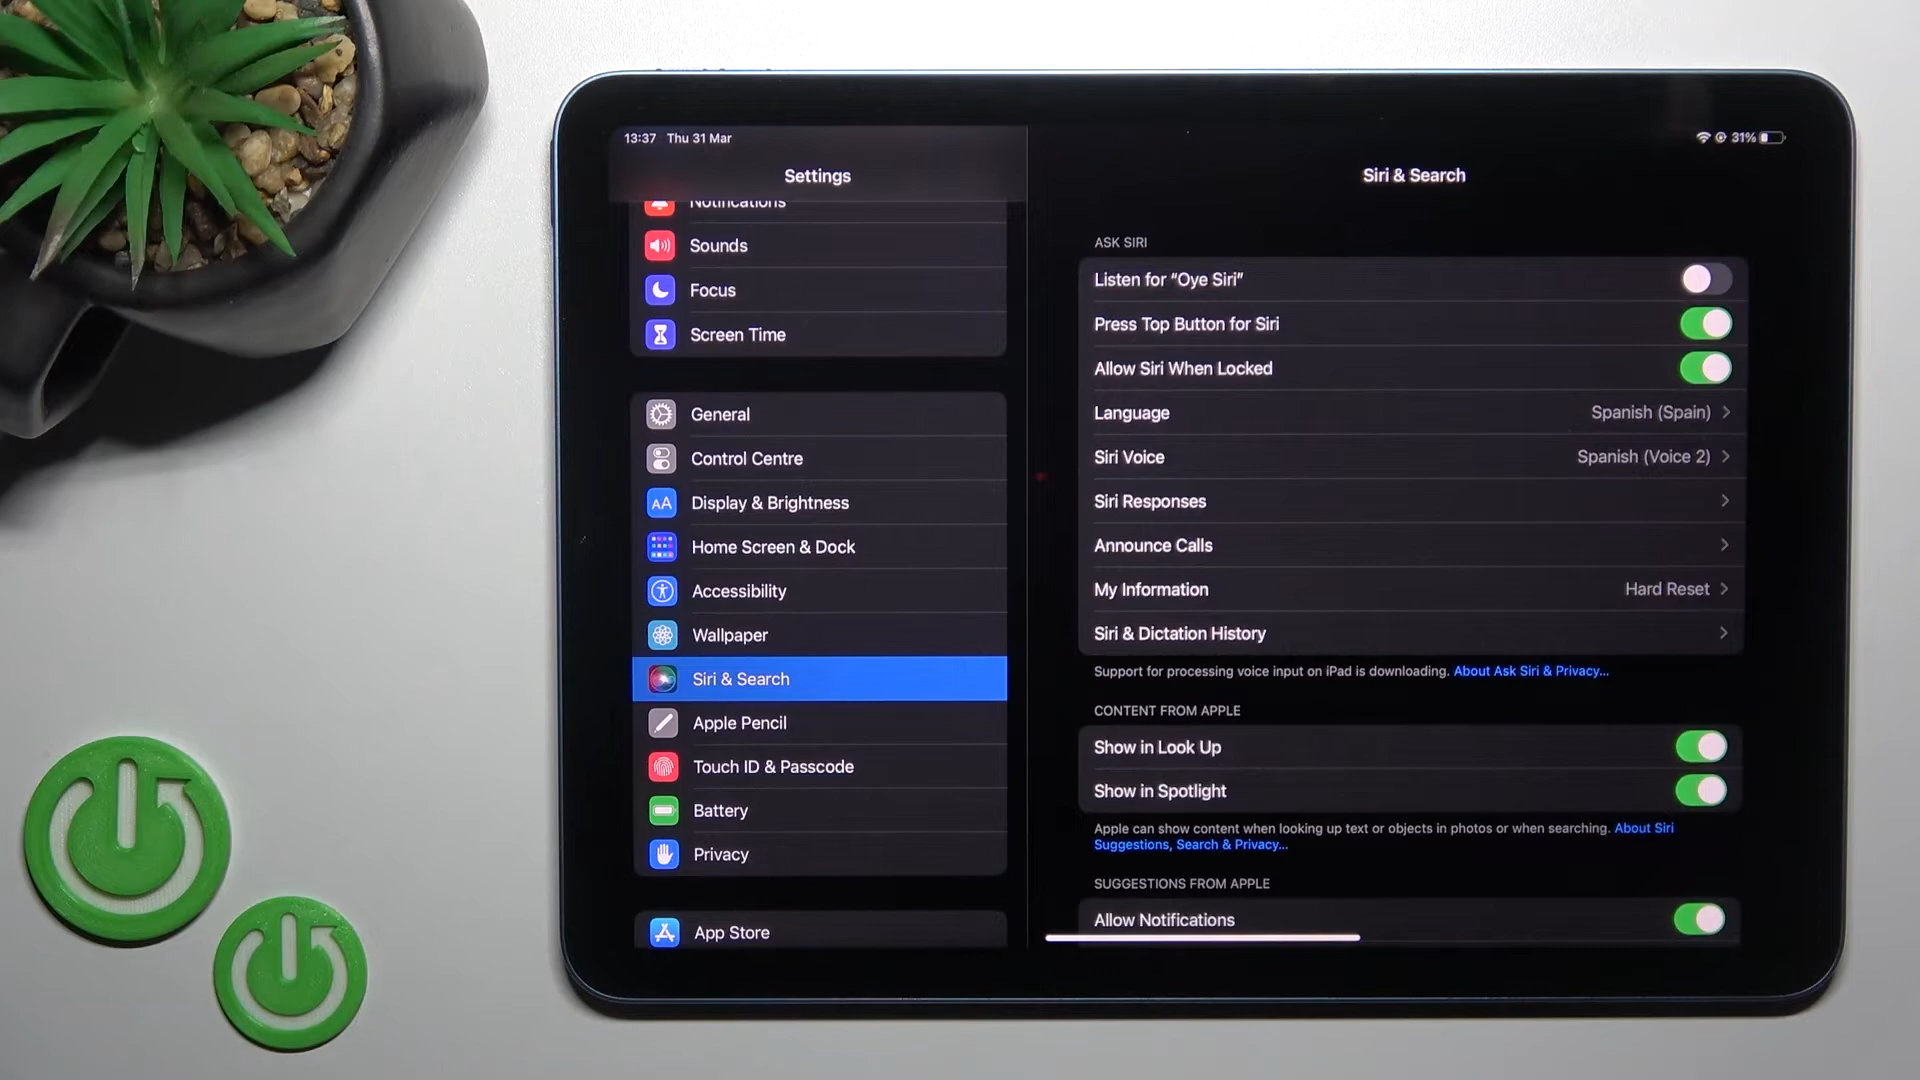 13:37 Thu 31 Mar
31%
Settings
Notifications
Sounds
Focus
Screen Time
General
Control Centre
Display & Brightness
Home Screen & Dock
Accessibility
Wallpaper
Siri & Search
Apple Pencil
Touch ID & Passcode
Battery
Privacy
App Store
Siri & Search
ASK SIRI
Listen for “Oye Siri”
Press Top Button for Siri
Allow Siri When Locked
Language Spanish (Spain)
Siri Voice Spanish (Voice 2)
Siri Responses
Announce Calls
My Information Hard Reset
Siri & Dictation History
Support for processing voice input on iPad is downloading. About Ask Siri & Privacy...
CONTENT FROM APPLE
Show in Look Up
Show in Spotlight
Apple can show content when looking up text or objects in photos or when searching. About Siri
Suggestions, Search & Privacy...
SUGGESTIONS FROM APPLE
Allow Notifications
AA